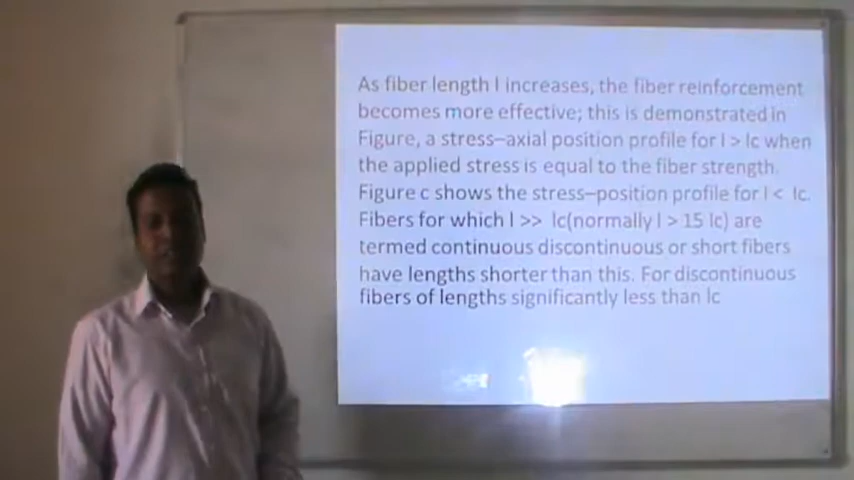 As fiber length l increases, the fiber reinforcement
becomes more effective; this is demonstrated in
Figure, a stress–axial position profile for l > lc when
the applied stress is equal to the fiber strength.
Figure c shows the stress–position profile for l < lc.
Fibers for which l >> lc(normally l > 15 lc) are
termed continuous discontinuous or short fibers
have lengths shorter than this. For discontinuous
fibers of lengths significantly less than lc